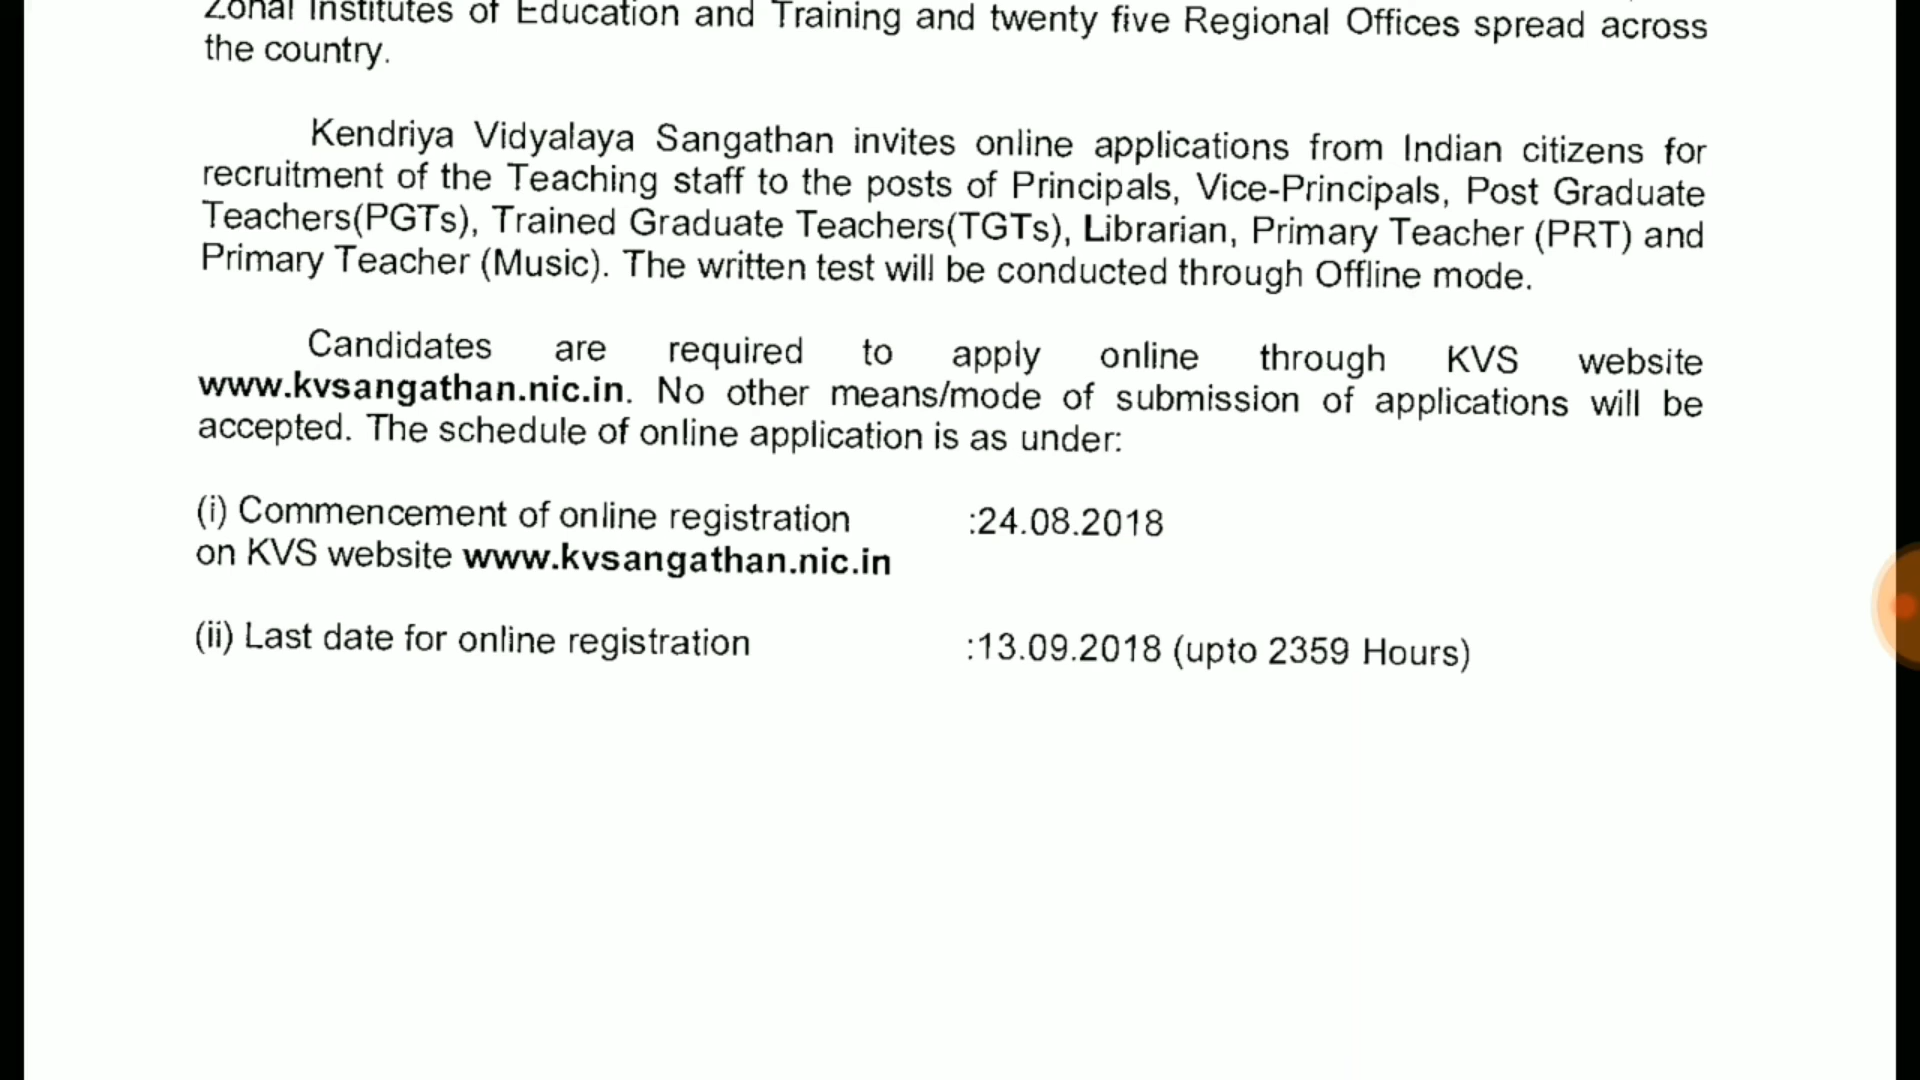 Zonal Institutes of Education and Training and twenty five Regional Offices spread across
the country.
Kendriya Vidyalaya Sangathan invites online applications from Indian citizens for
recruitment of the Teaching staff to the posts of Principals, Vice-Principals, Post Graduate
Teachers(PGTs), Trained Graduate Teachers(TGTs), Librarian, Primary Teacher (PRT) and
Primary Teacher (Music). The written test will be conducted through Offline mode.
Candidates are required to apply online through KVS website
www.kvsangathan.nic.in. No other means/mode of submission of applications will be
accepted. The schedule of online application is as under:
(i) Commencement of online registration :24.08.2018
on KVS website www.kvsangathan.nic.in
(ii) Last date for online registration :13.09.2018 (upto 2359 Hours)